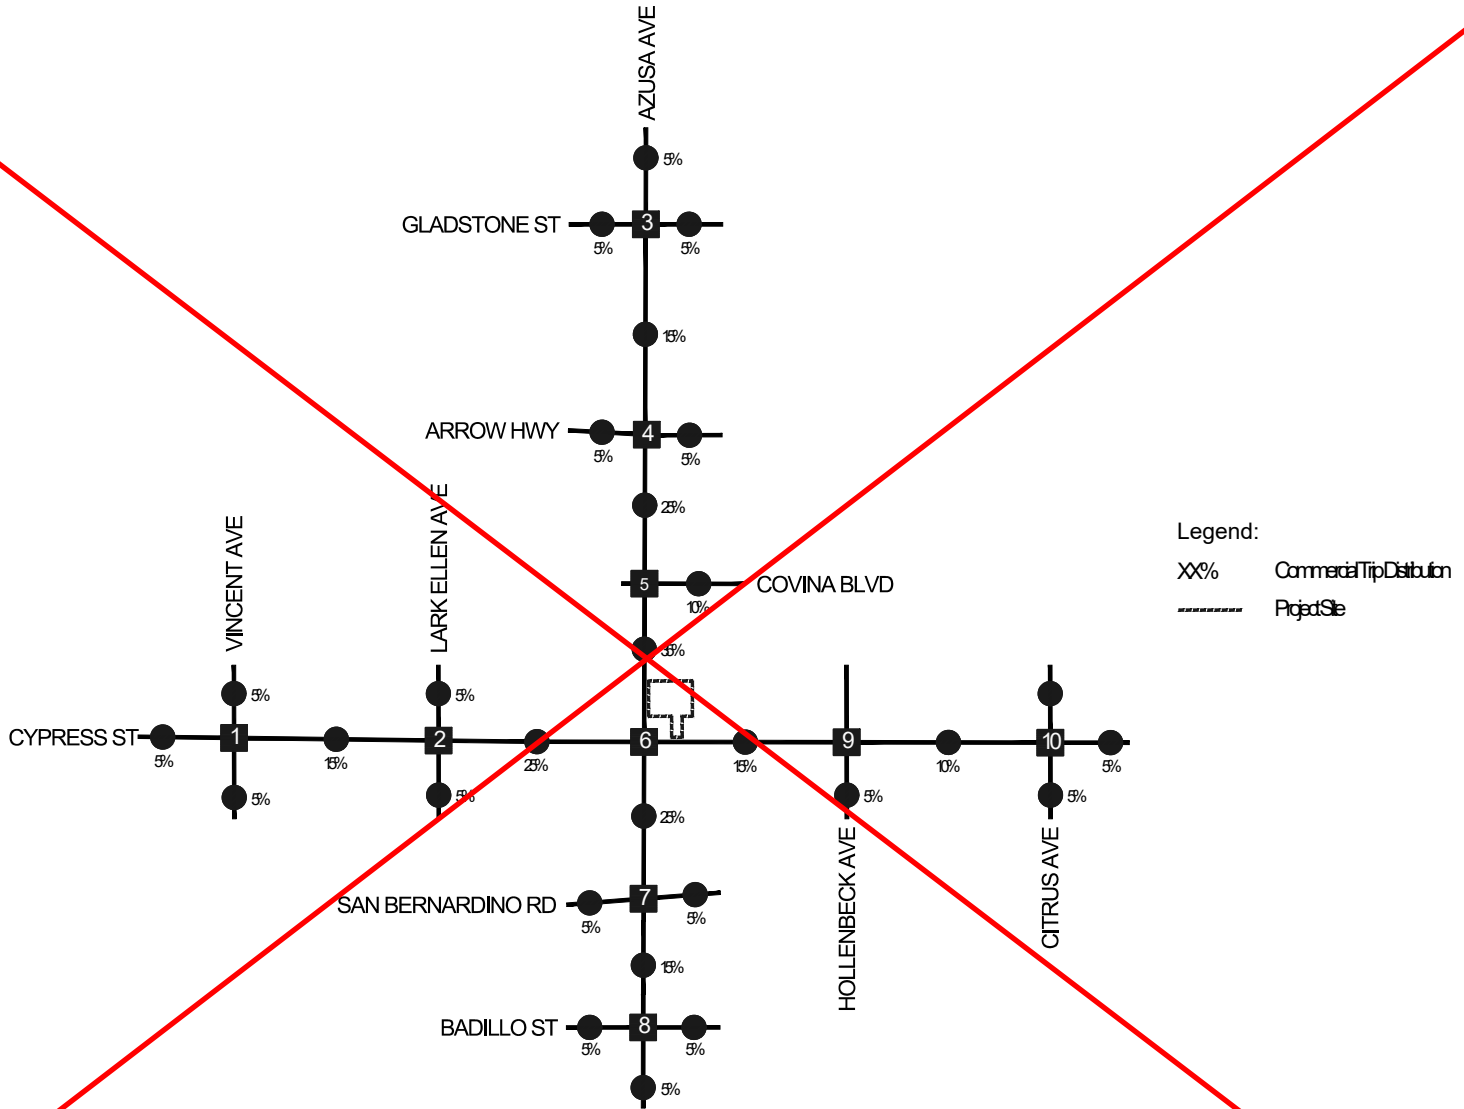 AZUSA AVE
5%
GLADSTONE ST
3
5%
5%
15%
ARROW HWY
4
5%
5%
25%
VINCENT AVE
LARK ELLEN AVE
5
COVINA BLVD
10%
35%
Legend:
XX% Commercial Trip Distribution
Project Site
5%
5%
CYPRESS ST
1
2
6
9
10
5%
15%
25%
15%
10%
5%
5%
5%
5%
5%
25%
HOLLENBECK AVE
CITRUS AVE
SAN BERNARDINO RD
7
5%
5%
15%
BADILLO ST
8
5%
5%
5%